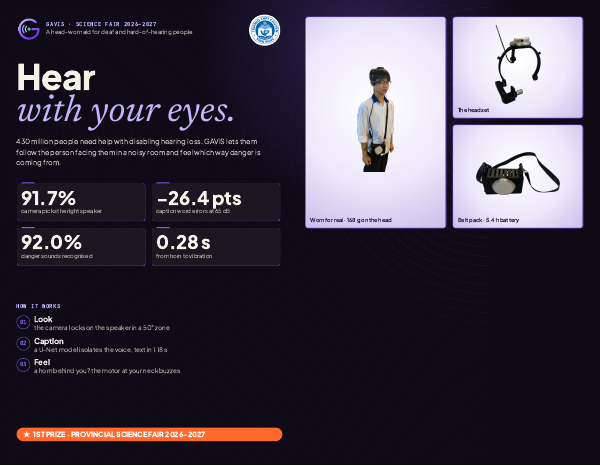 GAVIS · SCIENCE FAIR 2026–2027
A head-worn aid for deaf and hard-of-hearing people
Hear
with your eyes.
430 million people need help with disabling hearing loss. GAVIS lets them
follow the person facing them in a noisy room and feel which way danger is
coming from.
91.7%
camera picks the right speaker
−26.4 pts
caption word errors at 65 dB
92.0%
danger sounds recognised
0.28 s
from horn to vibration
HOW IT WORKS
01 Look
the camera locks on the speaker in a 50° zone
02 Caption
a U-Net model isolates the voice, text in 1.18 s
03 Feel
a horn behind you? the motor at your neck buzzes
★ 1ST PRIZE · PROVINCIAL SCIENCE FAIR 2026–2027
Worn for real · 168 g on the head
The headset
Belt pack · 5.4 h battery